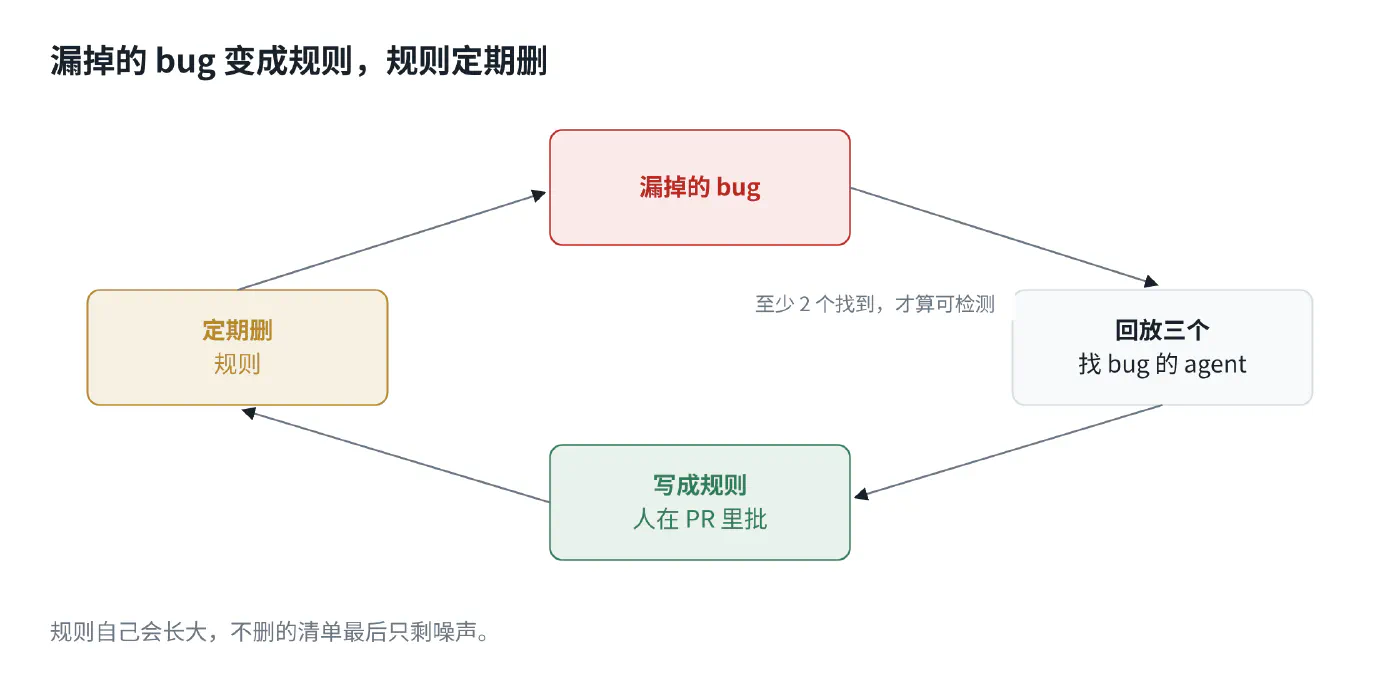 漏掉的 bug 变成规则，规则定期删
漏掉的 bug
至少 2 个找到，才算可检测
定期删
规则
回放三个
找 bug 的 agent
写成规则
人在 PR 里批
规则自己会长大，不删的清单最后只剩噪声。